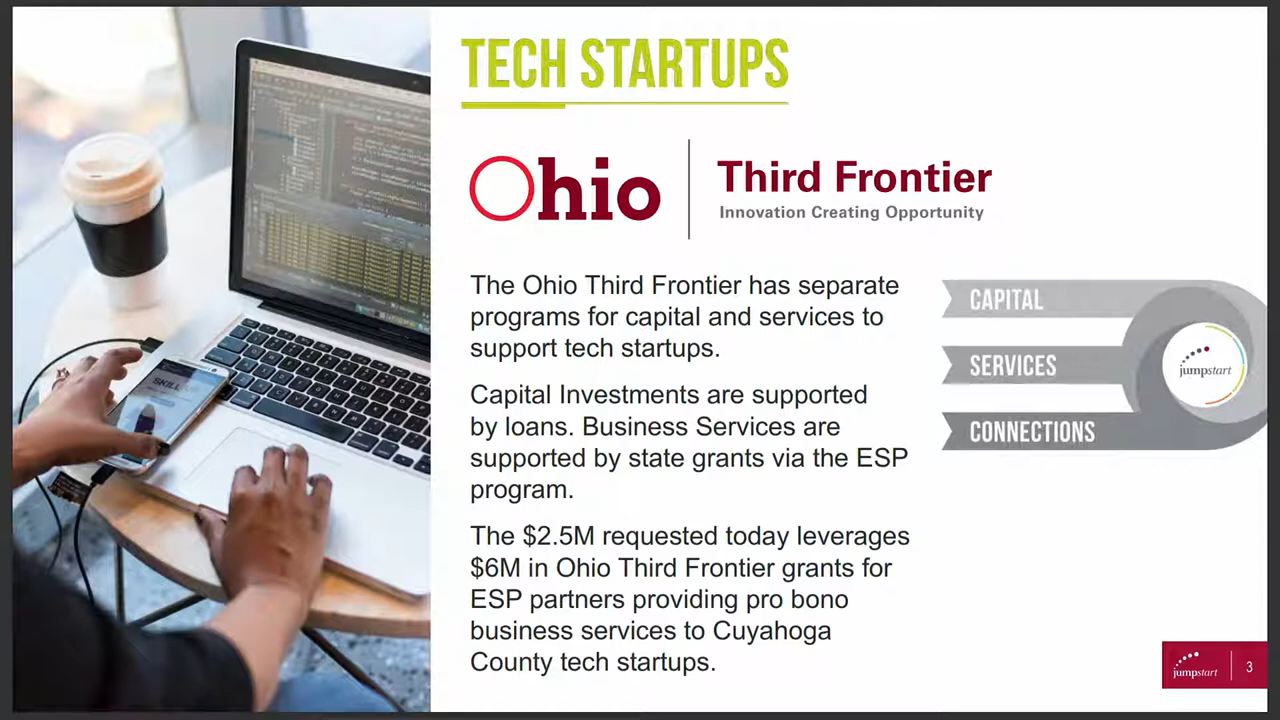 TECH STARTUPS
Ohio
Third Frontier
Innovation Creating Opportunity
The Ohio Third Frontier has separate
programs for capital and services to
support tech startups.
Capital Investments are supported
by loans. Business Services are
supported by state grants via the ESP
program.
The $2.5M requested today leverages
$6M in Ohio Third Frontier grants for
ESP partners providing pro bono
business services to Cuyahoga
County tech startups.
CAPITAL
SERVICES
CONNECTIONS
jumpstart
SKILL
jumpstart
3